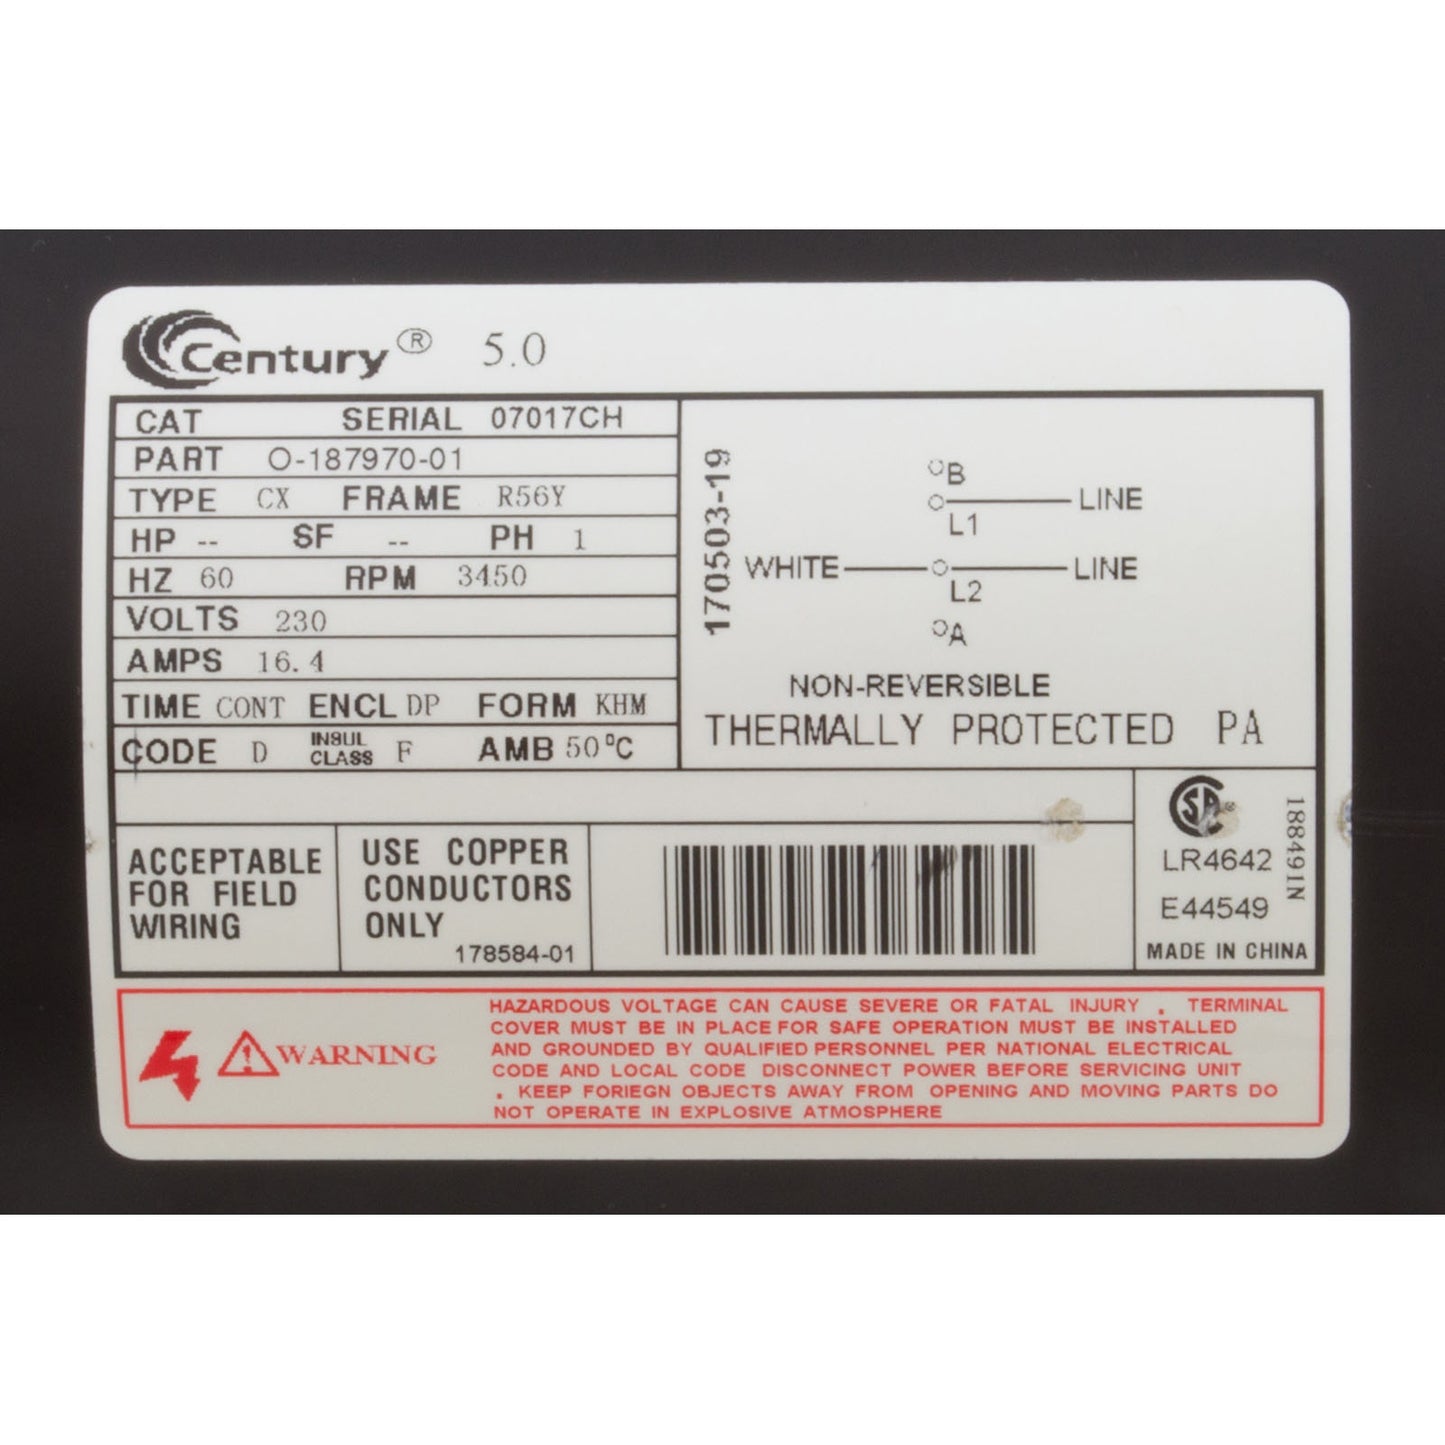 Century® 5.0
CAT SERIAL 07017CH
PART O-187970-01
TYPE CX FRAME R56Y
HP -- SF -- PH 1
HZ 60 RPM 3450
VOLTS 230
AMPS 16.4
TIME CONT ENCL DP FORM KHM
CODE D INSUL CLASS F AMB 50°C
170503-19
B
L1 LINE
WHITE L2 LINE
A
NON-REVERSIBLE
THERMALLY PROTECTED PA
ACCEPTABLE
FOR FIELD
WIRING
USE COPPER
CONDUCTORS
ONLY
178584-01
LR4642
E44549
MADE IN CHINA
188491N
WARNING
HAZARDOUS VOLTAGE CAN CAUSE SEVERE OR FATAL INJURY . TERMINAL
COVER MUST BE IN PLACE FOR SAFE OPERATION MUST BE INSTALLED
AND GROUNDED BY QUALIFIED PERSONNEL PER NATIONAL ELECTRICAL
CODE AND LOCAL CODE DISCONNECT POWER BEFORE SERVICING UNIT
. KEEP FORIEGN OBJECTS AWAY FROM OPENING AND MOVING PARTS DO
NOT OPERATE IN EXPLOSIVE ATMOSPHERE